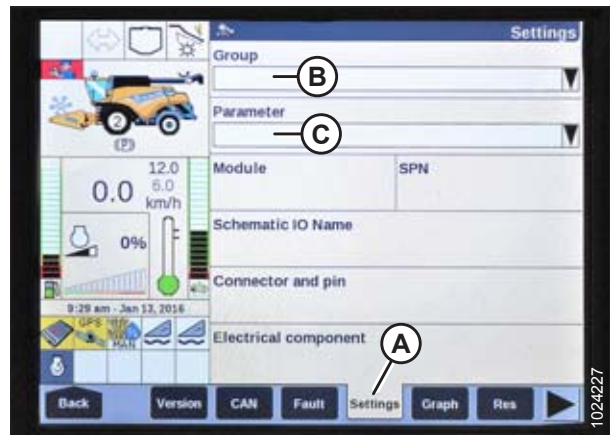 Settings
Group
B
Parameter
C
2
(P)
12.0
6.0
0.0
km/h
Module
SPN
0%
Schematic IO Name
Connector and pin
9:29 am - Jan 13, 2016
GPS
MAN
Electrical component
A
Back
Version
CAN
Fault
Settings
Graph
Res
1024227